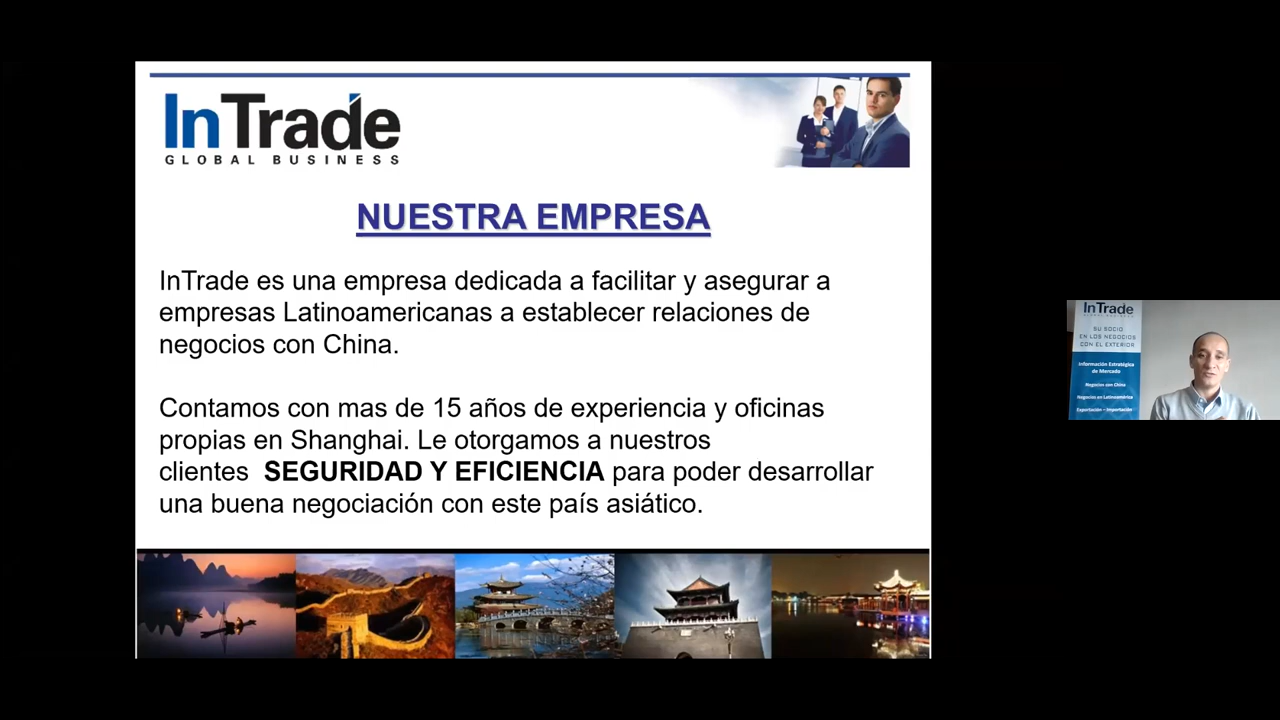 InTrade
GLOBAL BUSINESS
NUESTRA EMPRESA
InTrade es una empresa dedicada a facilitar y asegurar a
empresas Latinoamericanas a establecer relaciones de
negocios con China.
Contamos con mas de 15 años de experiencia y oficinas
propias en Shanghai. Le otorgamos a nuestros
clientes SEGURIDAD Y EFICIENCIA para poder desarrollar
una buena negociación con este país asiático.
InTrade
GLOBAL BUSINESS
SU SOCIO
EN LOS NEGOCIOS
CON EL EXTERIOR
Información Estratégica
de Mercado
Negocios con China
Negocios en Latinoamérica
Exportación – Importación